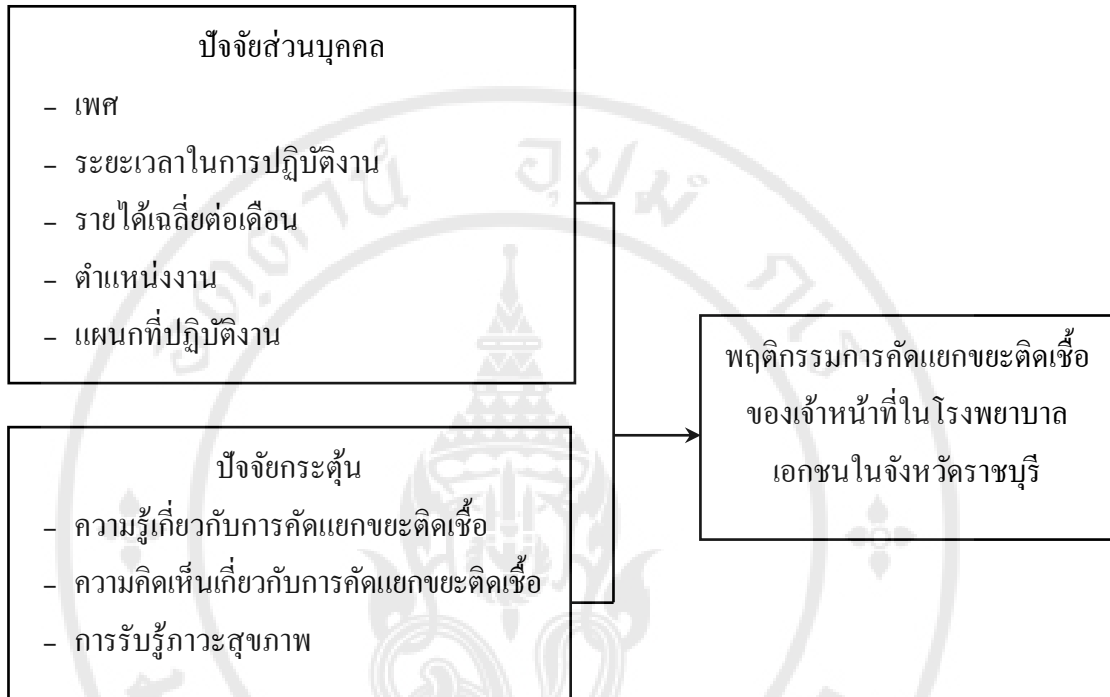 ปัจจัยส่วนบุคคล
- เพศ
- ระยะเวลาในการปฏิบัติงาน
- รายได้เฉลี่ยต่อเดือน
- ตำแหน่งงาน
- แผนกที่ปฏิบัติงาน
ปัจจัยกระตุ้น
- ความรู้เกี่ยวกับการคัดแยกขยะติดเชื้อ
- ความคิดเห็นเกี่ยวกับการคัดแยกขยะติดเชื้อ
- การรับรู้ภาวะสุขภาพ
พฤติกรรมการคัดแยกขยะติดเชื้อ
ของเจ้าหน้าที่ในโรงพยาบาล
เอกชนในจังหวัดราชบุรี